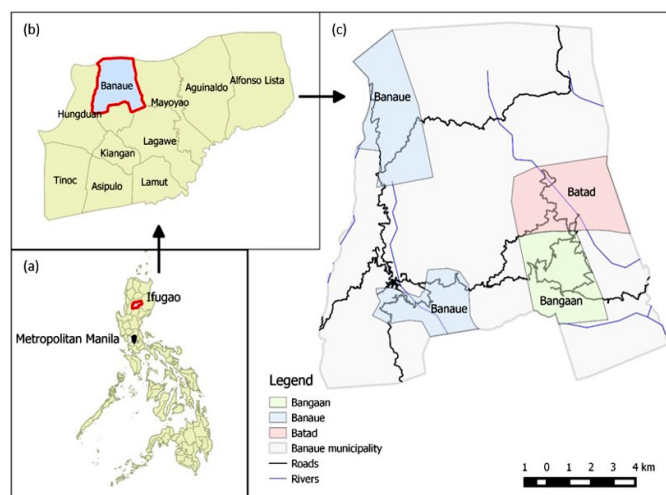 (b)
Banaue
Aguinaldo
Alfonso Lista
Hungduan
Mayoyao
Lagawe
Kiangan
Tinoc
Asipulo
Lamut
(a)
Ifugao
Metropolitan Manila
(c)
Banaue
Batad
Bangaan
Banaue
Legend
Bangaan
Banaue
Batad
Banaue municipality
Roads
Rivers
1 0 1 2 3 4 km